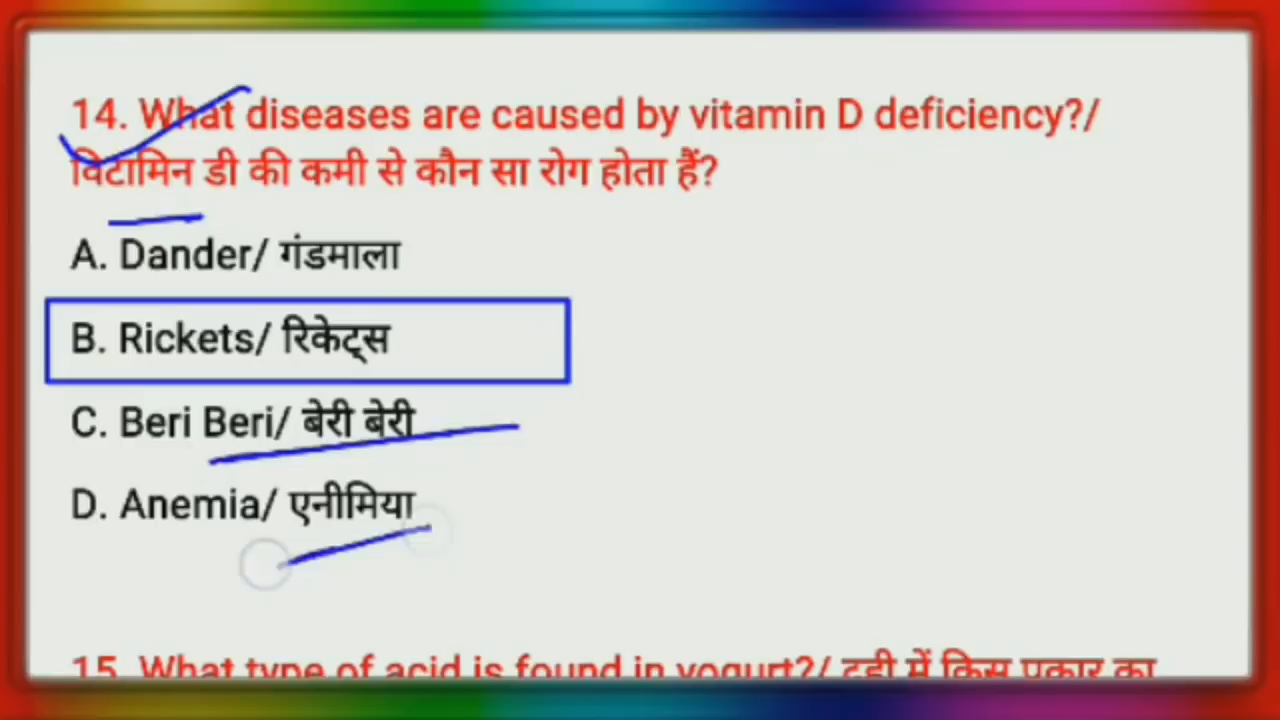 14. What diseases are caused by vitamin D deficiency?/
विटामिन डी की कमी से कौन सा रोग होता हैं?
A. Dander/ गंडमाला
B. Rickets/ रिकेट्स
C. Beri Beri/ बेरी बेरी
D. Anemia/ एनीमिया
15. What type of acid is found in yogurt?/ दही में किस प्रकार का